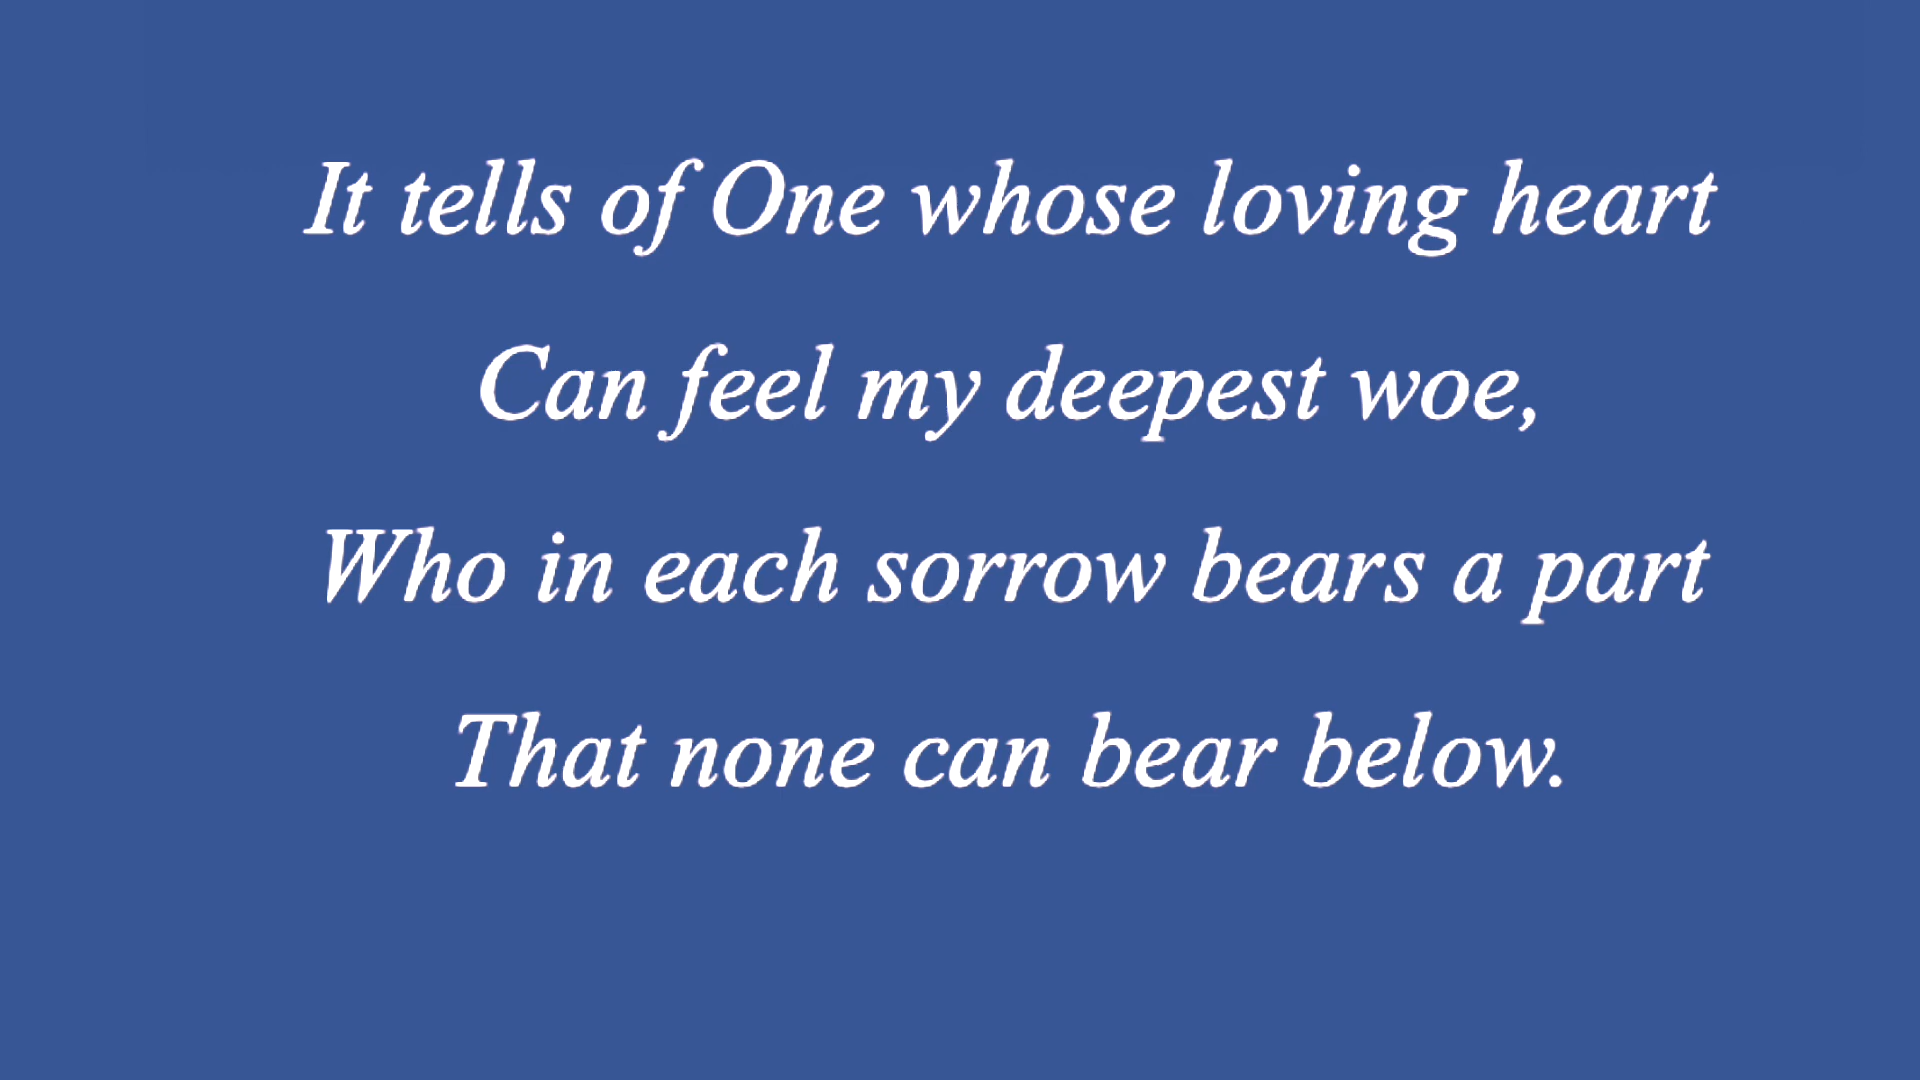 It tells of One whose loving heart
Can feel my deepest woe,
Who in each sorrow bears a part
That none can bear below.